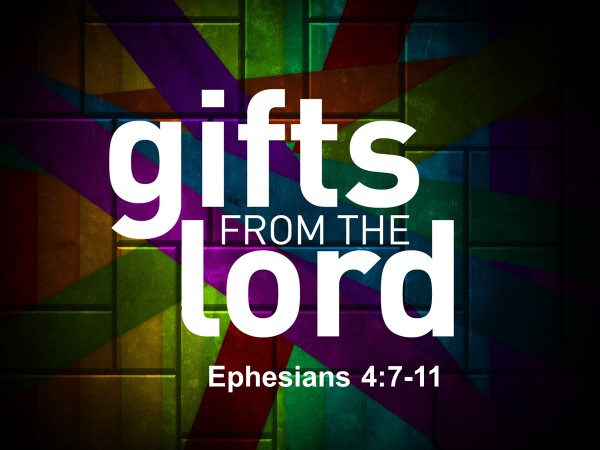 gifts
FROM THE
lord
Ephesians 4:7-11